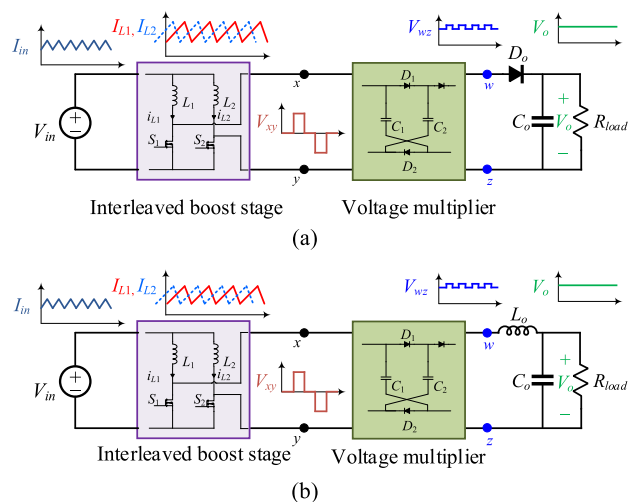 I_in
I_L1, I_L2
V_wz
V_o
V_in
L_1
L_2
i_L1
i_L2
S_1
S_2
x
y
V_xy
D_1
C_1
C_2
D_2
w
z
D_o
C_o
+
V_o
−
R_load
Interleaved boost stage
Voltage multiplier
(a)
I_in
I_L1, I_L2
V_wz
V_o
V_in
L_1
L_2
i_L1
i_L2
S_1
S_2
x
y
V_xy
D_1
C_1
C_2
D_2
w
z
L_o
C_o
+
V_o
−
R_load
Interleaved boost stage
Voltage multiplier
(b)